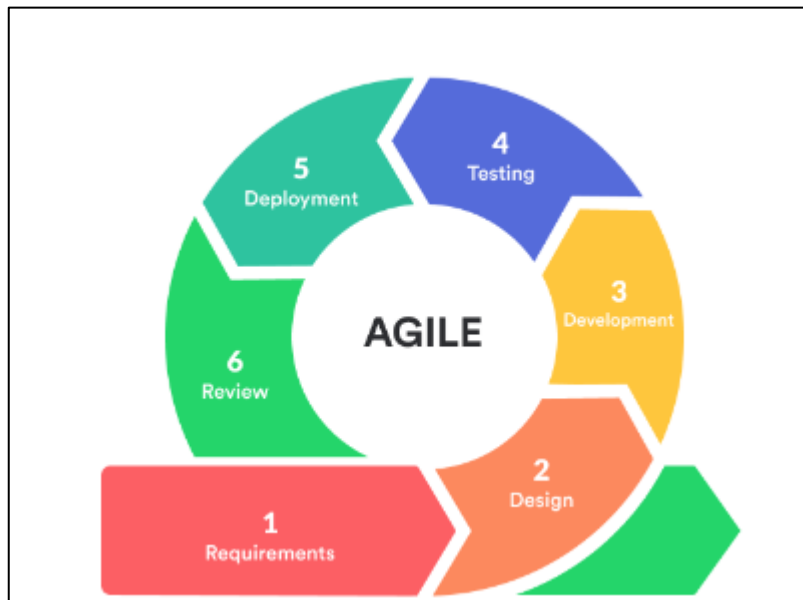 AGILE
1
Requirements
2
Design
3
Development
4
Testing
5
Deployment
6
Review